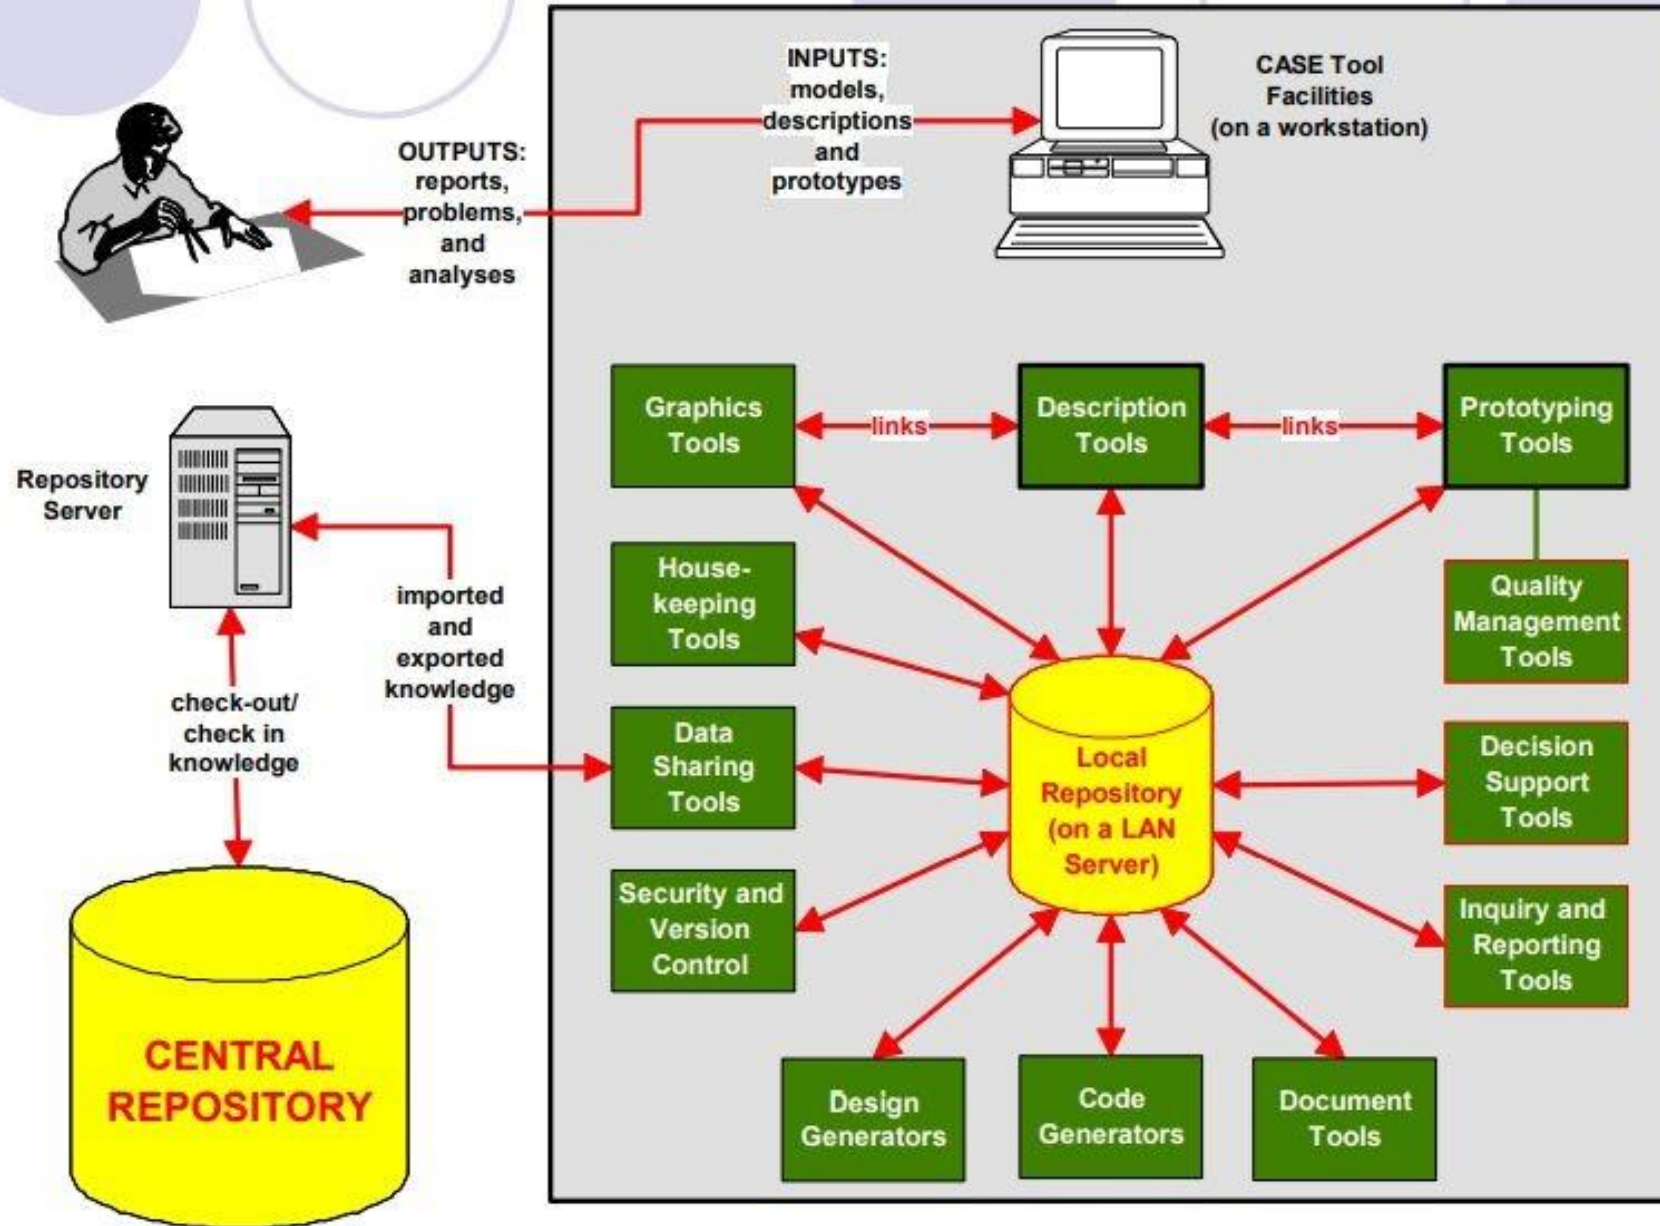 INPUTS:
models,
descriptions
and
prototypes
CASE Tool
Facilities
(on a workstation)
OUTPUTS:
reports,
problems,
and
analyses
Graphics
Tools
links
Description
Tools
links
Prototyping
Tools
Repository
Server
House-
keeping
Tools
Quality
Management
Tools
imported
and
exported
knowledge
check-out/
check in
knowledge
Data
Sharing
Tools
Local
Repository
(on a LAN
Server)
Decision
Support
Tools
Security and
Version
Control
Inquiry and
Reporting
Tools
CENTRAL
REPOSITORY
Design
Generators
Code
Generators
Document
Tools